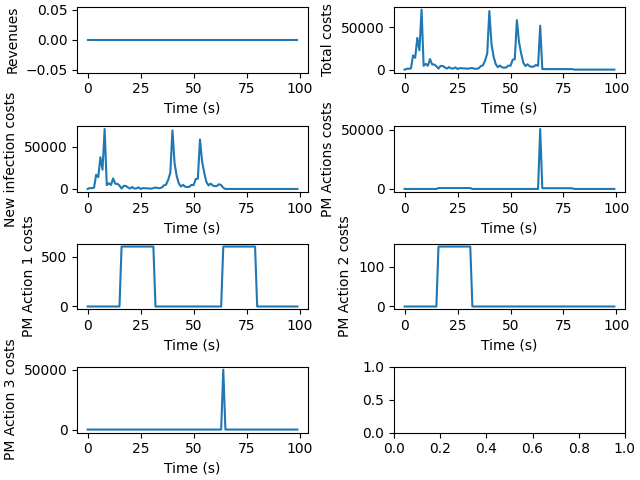 Revenues
0.05
0.00
−0.05
0 25 50 75 100
Time (s)
Total costs
50000
0
0 25 50 75 100
Time (s)
New infection costs
50000
0
0 25 50 75 100
Time (s)
PM Actions costs
50000
0
0 25 50 75 100
Time (s)
PM Action 1 costs
500
0
0 25 50 75 100
Time (s)
PM Action 2 costs
100
0
0 25 50 75 100
Time (s)
PM Action 3 costs
50000
0
0 25 50 75 100
Time (s)
1.0
0.5
0.0
0.0 0.2 0.4 0.6 0.8 1.0